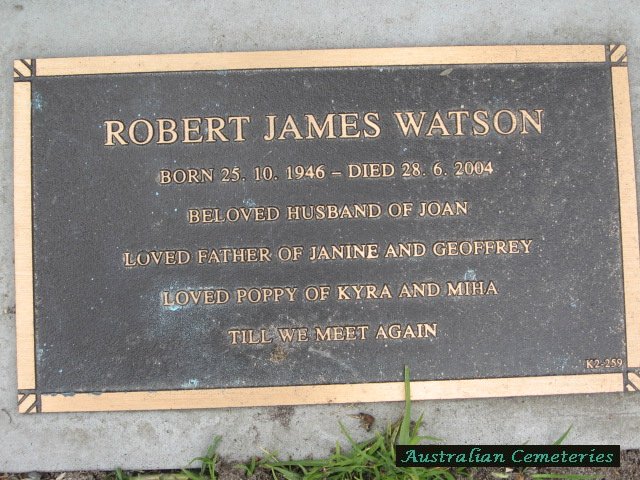 ROBERT JAMES WATSON
BORN 25. 10. 1946 – DIED 28. 6. 2004
BELOVED HUSBAND OF JOAN
LOVED FATHER OF JANINE AND GEOFFREY
LOVED POPPY OF KYRA AND MIHA
TILL WE MEET AGAIN
K2-259
Australian Cemeteries